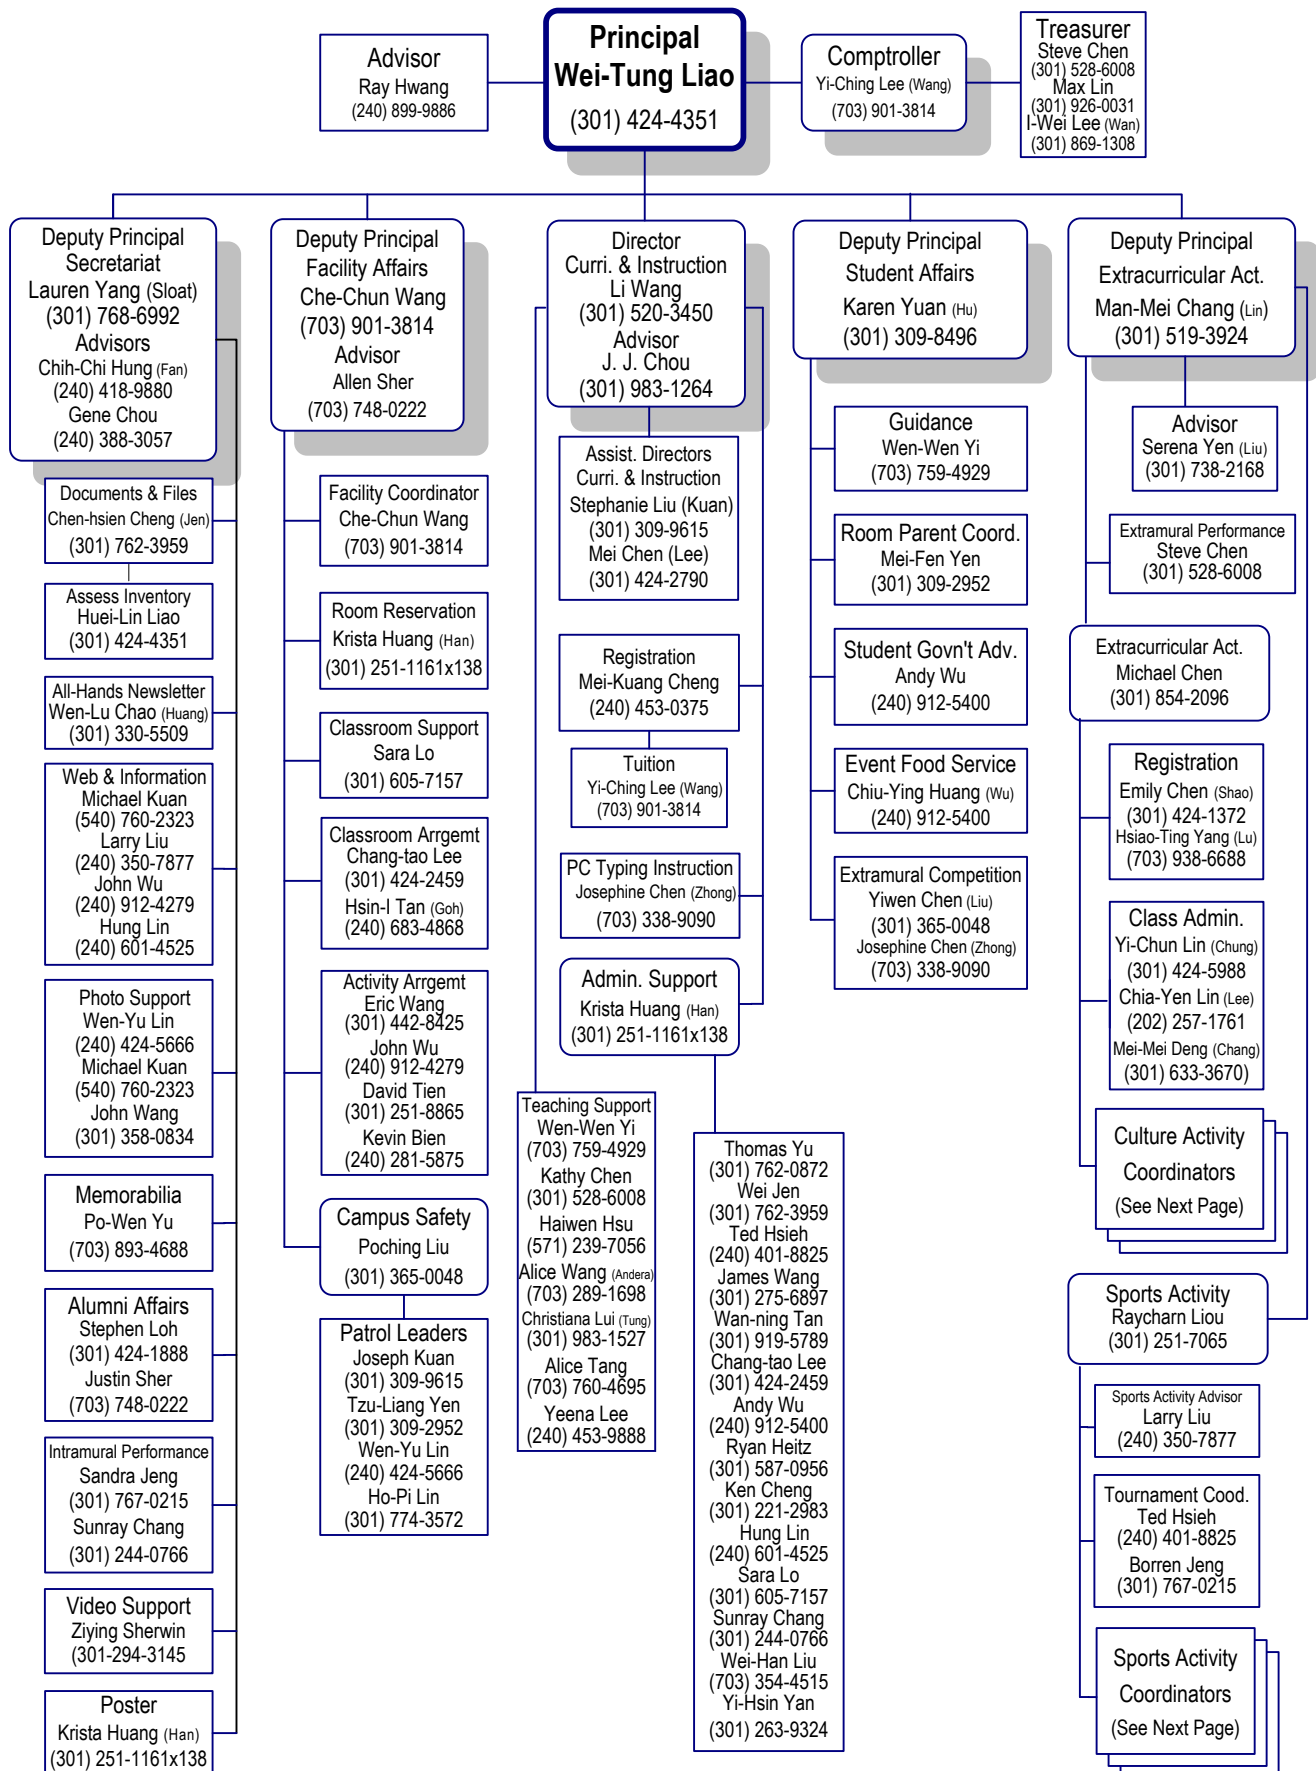 Advisor
Ray Hwang
(240) 899-9886
Principal
Wei-Tung Liao
(301) 424-4351
Comptroller
Yi-Ching Lee (Wang)
(703) 901-3814
Treasurer
Steve Chen
(301) 528-6008
Max Lin
(301) 926-0031
I-Wei Lee (Wan)
(301) 869-1308
Deputy Principal
Secretariat
Lauren Yang (Sloat)
(301) 768-6992
Advisors
Chih-Chi Hung (Fan)
(240) 418-9880
Gene Chou
(240) 388-3057
Documents & Files
Chen-hsien Cheng (Jen)
(301) 762-3959
Assess Inventory
Huei-Lin Liao
(301) 424-4351
All-Hands Newsletter
Wen-Lu Chao (Huang)
(301) 330-5509
Web & Information
Michael Kuan
(540) 760-2323
Larry Liu
(240) 350-7877
John Wu
(240) 912-4279
Hung Lin
(240) 601-4525
Photo Support
Wen-Yu Lin
(240) 424-5666
Michael Kuan
(540) 760-2323
John Wang
(301) 358-0834
Memorabilia
Po-Wen Yu
(703) 893-4688
Alumni Affairs
Stephen Loh
(301) 424-1888
Justin Sher
(703) 748-0222
Intramural Performance
Sandra Jeng
(301) 767-0215
Sunray Chang
(301) 244-0766
Video Support
Ziying Sherwin
(301-294-3145
Poster
Krista Huang (Han)
(301) 251-1161x138
Deputy Principal
Facility Affairs
Che-Chun Wang
(703) 901-3814
Advisor
Allen Sher
(703) 748-0222
Facility Coordinator
Che-Chun Wang
(703) 901-3814
Room Reservation
Krista Huang (Han)
(301) 251-1161x138
Classroom Support
Sara Lo
(301) 605-7157
Classroom Arrgemt
Chang-tao Lee
(301) 424-2459
Hsin-I Tan (Goh)
(240) 683-4868
Activity Arrgemt
Eric Wang
(301) 442-8425
John Wu
(240) 912-4279
David Tien
(301) 251-8865
Kevin Bien
(240) 281-5875
Campus Safety
Poching Liu
(301) 365-0048
Patrol Leaders
Joseph Kuan
(301) 309-9615
Tzu-Liang Yen
(301) 309-2952
Wen-Yu Lin
(240) 424-5666
Ho-Pi Lin
(301) 774-3572
Director
Curri. & Instruction
Li Wang
(301) 520-3450
Advisor
J. J. Chou
(301) 983-1264
Assist. Directors
Curri. & Instruction
Stephanie Liu (Kuan)
(301) 309-9615
Mei Chen (Lee)
(301) 424-2790
Registration
Mei-Kuang Cheng
(240) 453-0375
Tuition
Yi-Ching Lee (Wang)
(703) 901-3814
PC Typing Instruction
Josephine Chen (Zhong)
(703) 338-9090
Admin. Support
Krista Huang (Han)
(301) 251-1161x138
Teaching Support
Wen-Wen Yi
(703) 759-4929
Kathy Chen
(301) 528-6008
Haiwen Hsu
(571) 239-7056
Alice Wang (Andera)
(703) 289-1698
Christiana Lui (Tung)
(301) 983-1527
Alice Tang
(703) 760-4695
Yeena Lee
(240) 453-9888
Thomas Yu
(301) 762-0872
Wei Jen
(301) 762-3959
Ted Hsieh
(240) 401-8825
James Wang
(301) 275-6897
Wan-ning Tan
(301) 919-5789
Chang-tao Lee
(301) 424-2459
Andy Wu
(240) 912-5400
Ryan Heitz
(301) 587-0956
Ken Cheng
(301) 221-2983
Hung Lin
(240) 601-4525
Sara Lo
(301) 605-7157
Sunray Chang
(301) 244-0766
Wei-Han Liu
(703) 354-4515
Yi-Hsin Yan
(301) 263-9324
Deputy Principal
Student Affairs
Karen Yuan (Hu)
(301) 309-8496
Guidance
Wen-Wen Yi
(703) 759-4929
Room Parent Coord.
Mei-Fen Yen
(301) 309-2952
Student Govn't Adv.
Andy Wu
(240) 912-5400
Event Food Service
Chiu-Ying Huang (Wu)
(240) 912-5400
Extramural Competition
Yiwen Chen (Liu)
(301) 365-0048
Josephine Chen (Zhong)
(703) 338-9090
Deputy Principal
Extracurricular Act.
Man-Mei Chang (Lin)
(301) 519-3924
Advisor
Serena Yen (Liu)
(301) 738-2168
Extramural Performance
Steve Chen
(301) 528-6008
Extracurricular Act.
Michael Chen
(301) 854-2096
Registration
Emily Chen (Shao)
(301) 424-1372
Hsiao-Ting Yang (Lu)
(703) 938-6688
Class Admin.
Yi-Chun Lin (Chung)
(301) 424-5988
Chia-Yen Lin (Lee)
(202) 257-1761
Mei-Mei Deng (Chang)
(301) 633-3670)
Culture Activity
Coordinators
(See Next Page)
Sports Activity
Raycharn Liou
(301) 251-7065
Sports Activity Advisor
Larry Liu
(240) 350-7877
Tournament Cood.
Ted Hsieh
(240) 401-8825
Borren Jeng
(301) 767-0215
Sports Activity
Coordinators
(See Next Page)